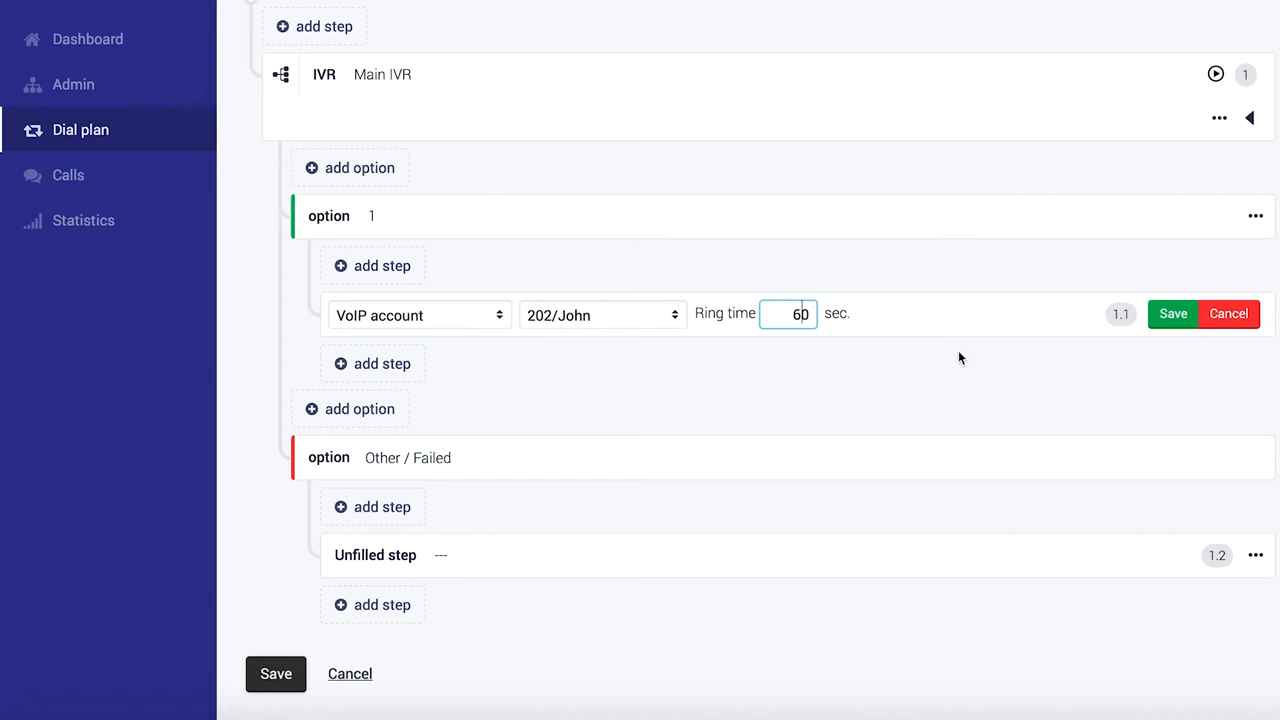 Dashboard
Admin
Dial plan
Calls
Statistics
add step
IVR Main IVR 1
add option
option 1
add step
VoIP account 202/John Ring time 60 sec. 1.1 Save Cancel
add step
add option
option Other / Failed
add step
Unfilled step --- 1.2
add step
Save Cancel